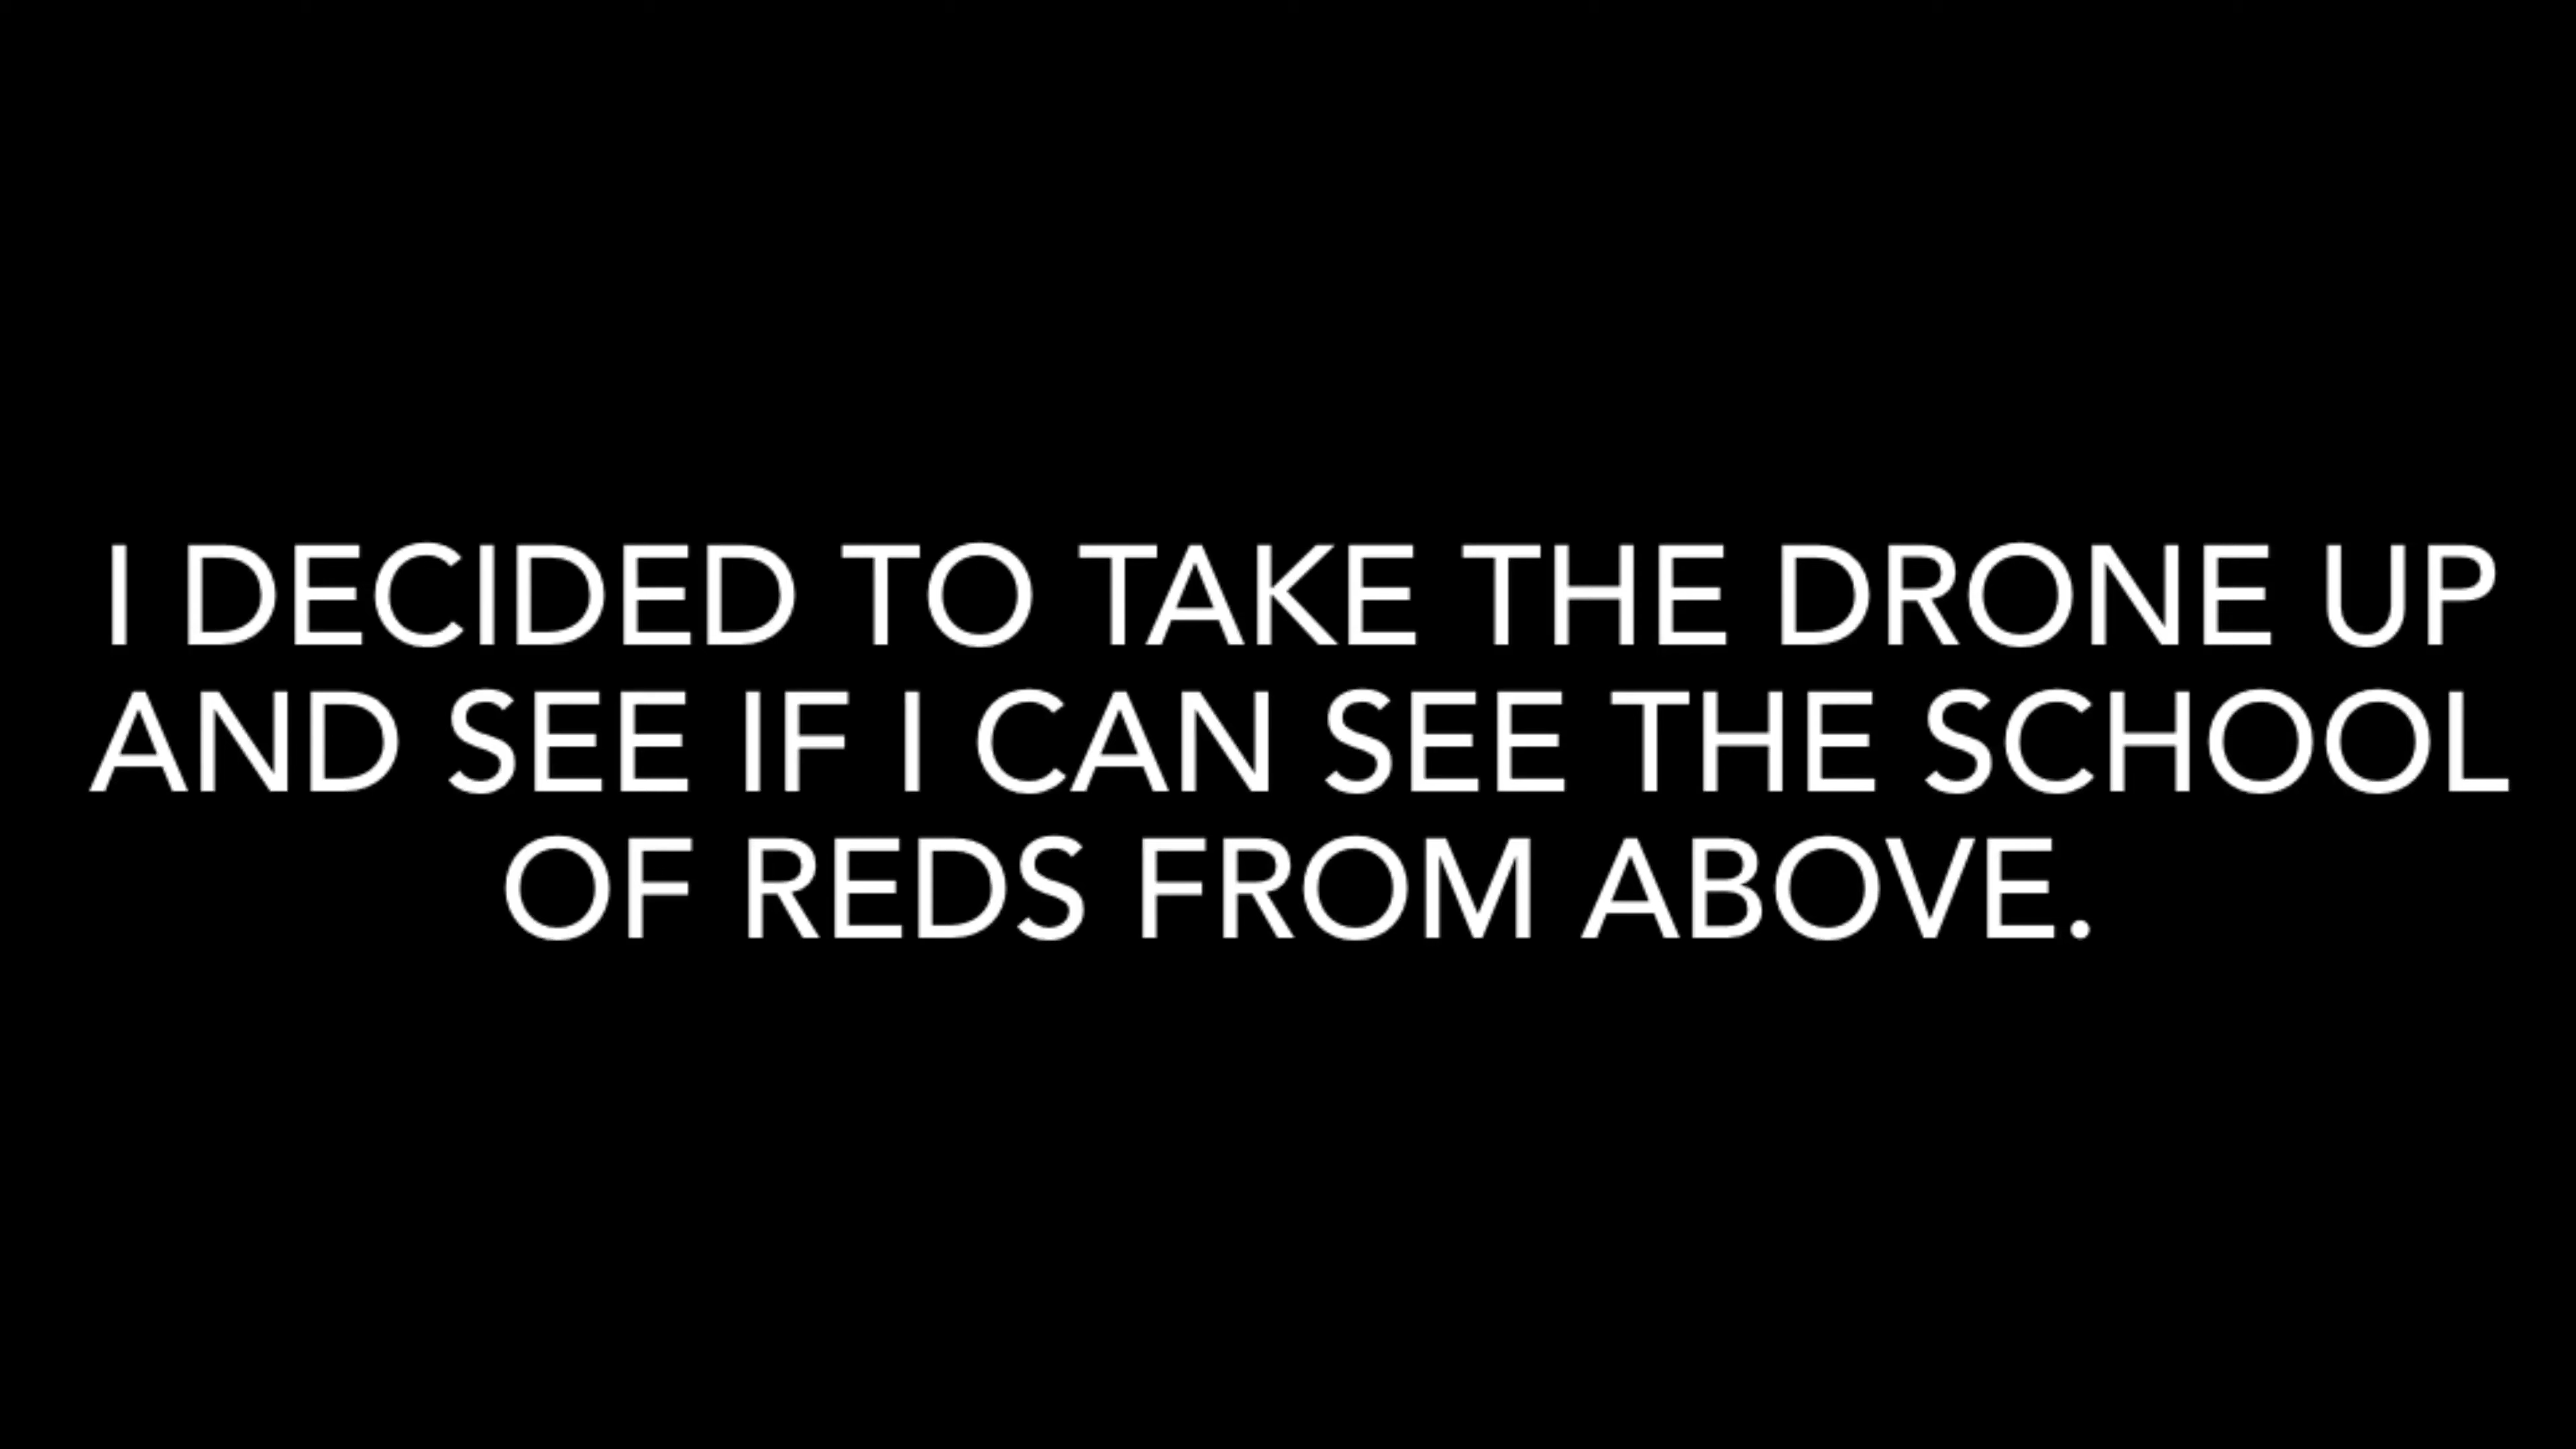 I DECIDED TO TAKE THE DRONE UP
AND SEE IF I CAN SEE THE SCHOOL
OF REDS FROM ABOVE.